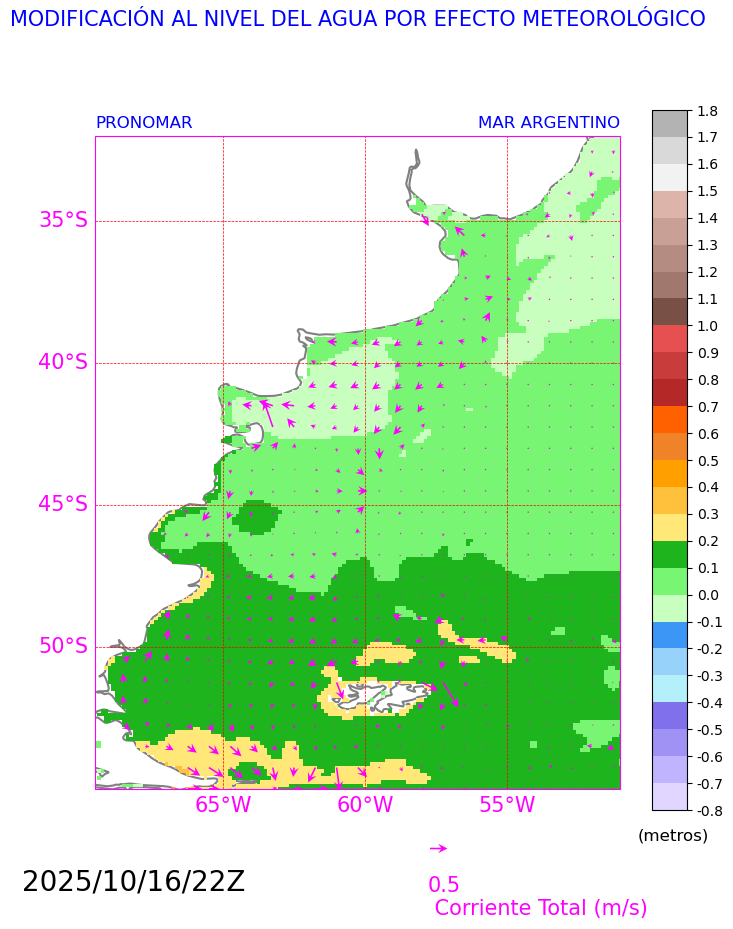 MODIFICACIÓN AL NIVEL DEL AGUA POR EFECTO METEOROLÓGICO
PRONOMAR
MAR ARGENTINO
35°S
40°S
45°S
50°S
65°W
60°W
55°W
1.8
1.7
1.6
1.5
1.4
1.3
1.2
1.1
1.0
0.9
0.8
0.7
0.6
0.5
0.4
0.3
0.2
0.1
0.0
-0.1
-0.2
-0.3
-0.4
-0.5
-0.6
-0.7
-0.8
(metros)
2025/10/16/22Z
0.5
Corriente Total (m/s)